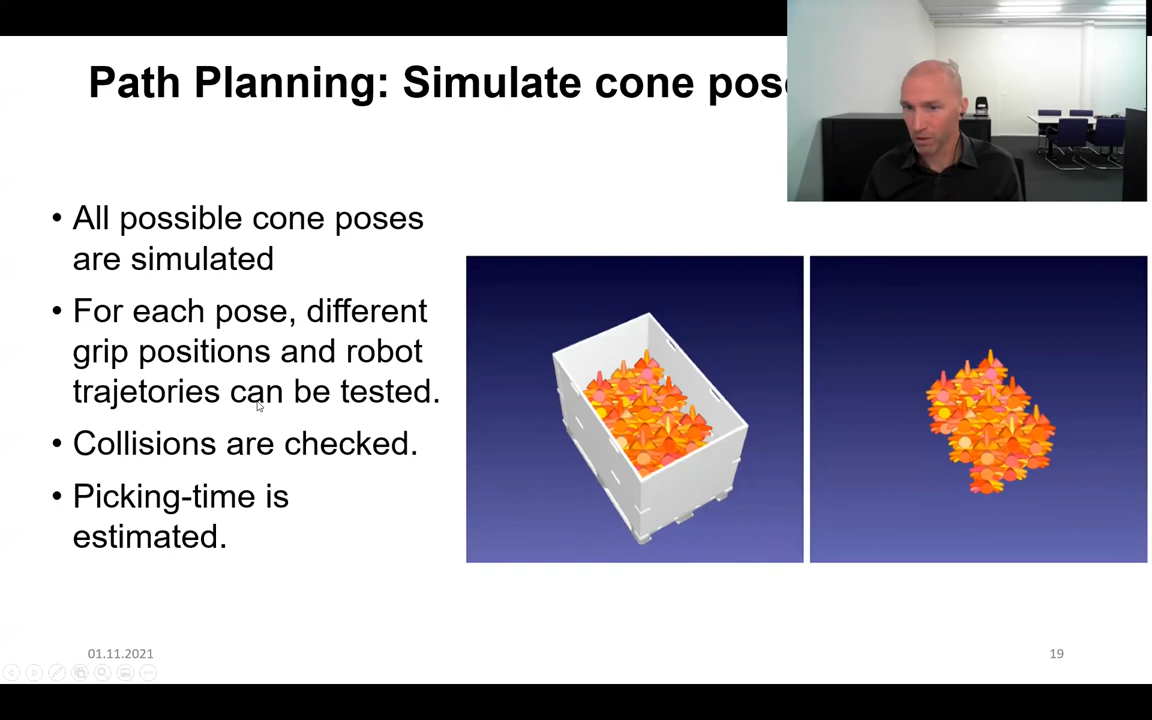 Path Planning: Simulate cone pos
• All possible cone poses
are simulated
• For each pose, different
grip positions and robot
trajetories can be tested.
• Collisions are checked.
• Picking-time is
estimated.
01.11.2021
19